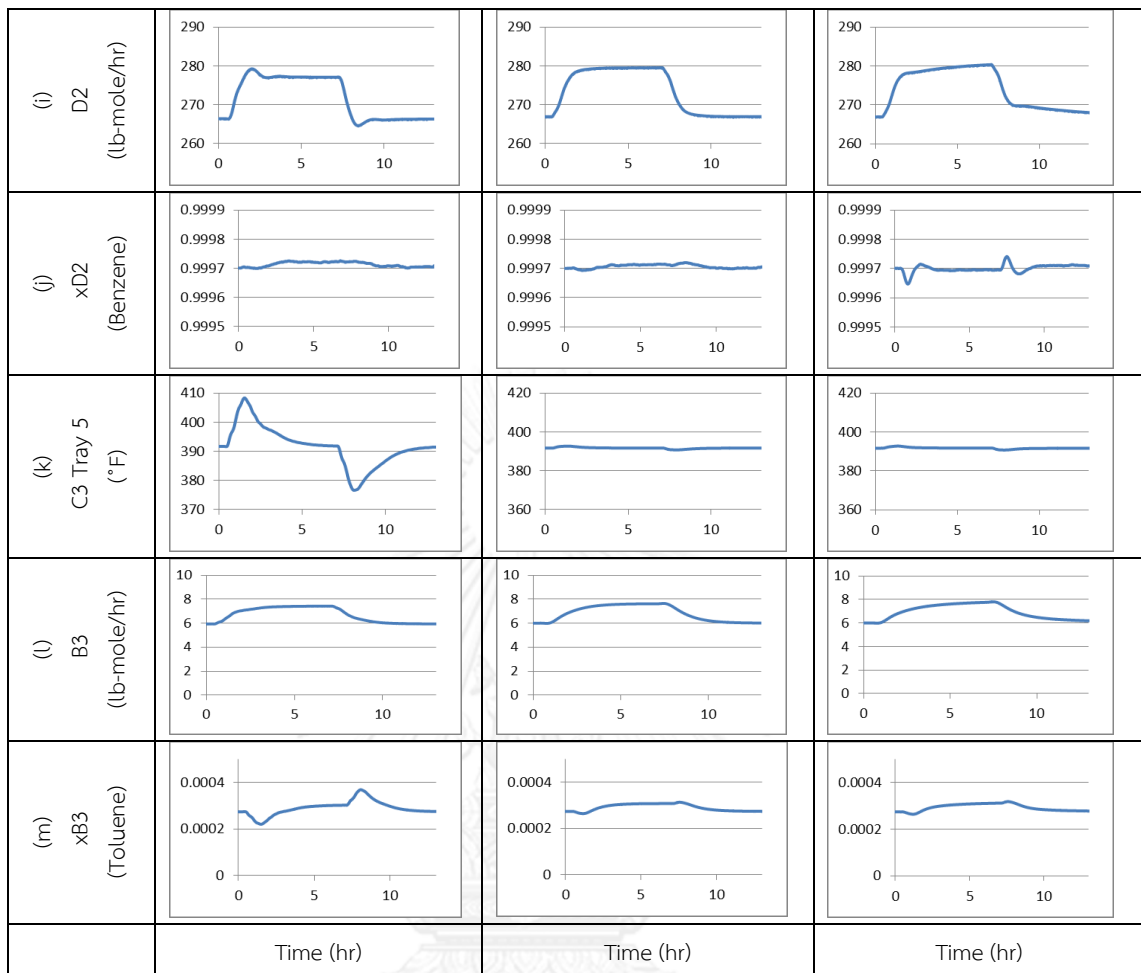 (i)
D2
(lb-mole/hr)
290
280
270
260
0 5 10
290
280
270
260
0 5 10
290
280
270
260
0 5 10
(j)
xD2
(Benzene)
0.9999
0.9998
0.9997
0.9996
0.9995
0 5 10
0.9999
0.9998
0.9997
0.9996
0.9995
0 5 10
0.9999
0.9998
0.9997
0.9996
0.9995
0 5 10
(k)
C3 Tray 5
(°F)
410
400
390
380
370
0 5 10
420
400
380
360
0 5 10
420
400
380
360
0 5 10
(l)
B3
(lb-mole/hr)
10
8
6
4
2
0
0 5 10
10
8
6
4
2
0
0 5 10
10
8
6
4
2
0
0 5 10
(m)
xB3
(Toluene)
0.0004
0.0002
0
0 5 10
0.0004
0.0002
0
0 5 10
0.0004
0.0002
0
0 5 10
Time (hr) Time (hr) Time (hr)